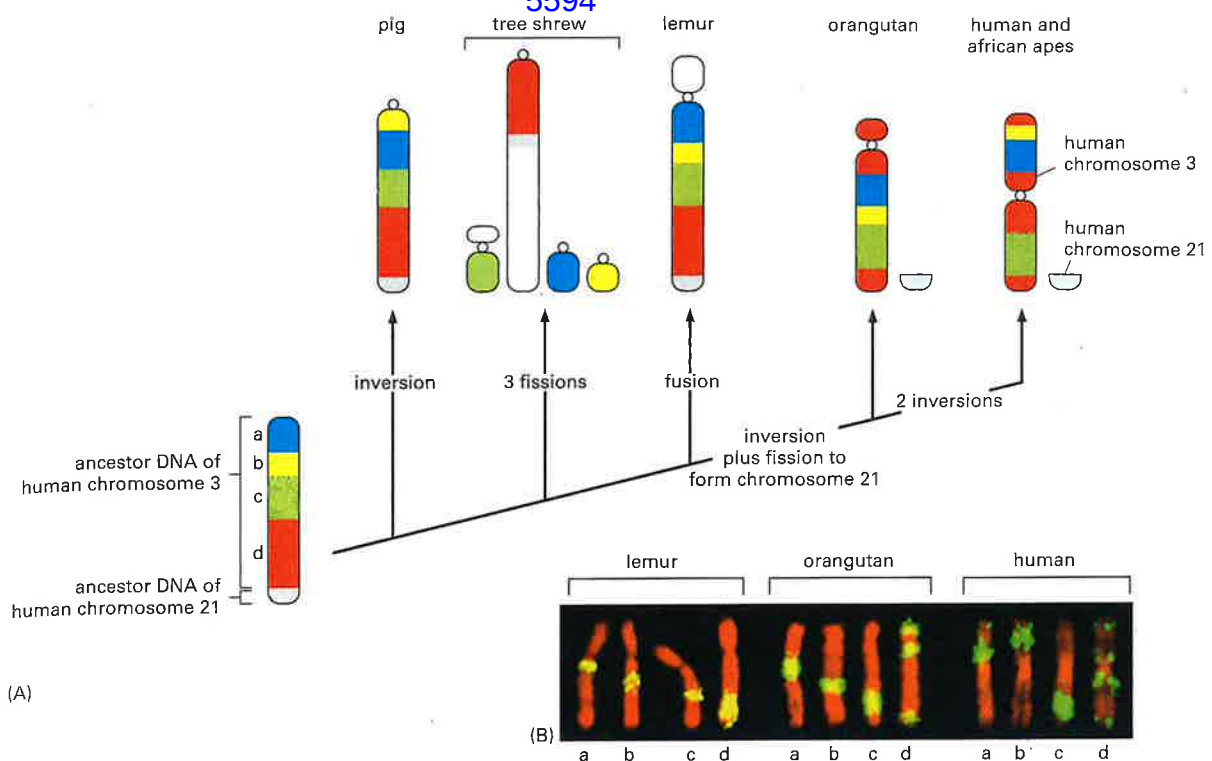 5594
pig
tree shrew
lemur
orangutan
human and
african apes
human
chromosome 3
human
chromosome 21
inversion
3 fissions
fusion
2 inversions
inversion
plus fission to
form chromosome 21
a
b
c
d
ancestor DNA of
human chromosome 3
ancestor DNA of
human chromosome 21
(A)
lemur
orangutan
human
(B)
a b c d a b c d a b c d